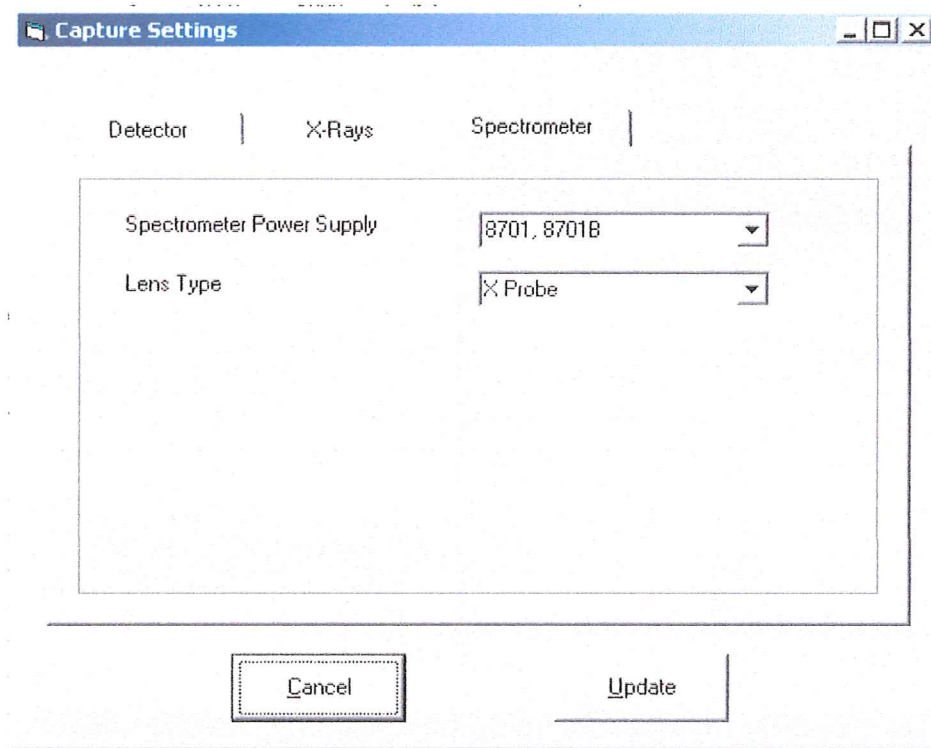 Capture Settings
Detector X-Rays Spectrometer
Spectrometer Power Supply 8701, 8701B
Lens Type X Probe
Cancel Update